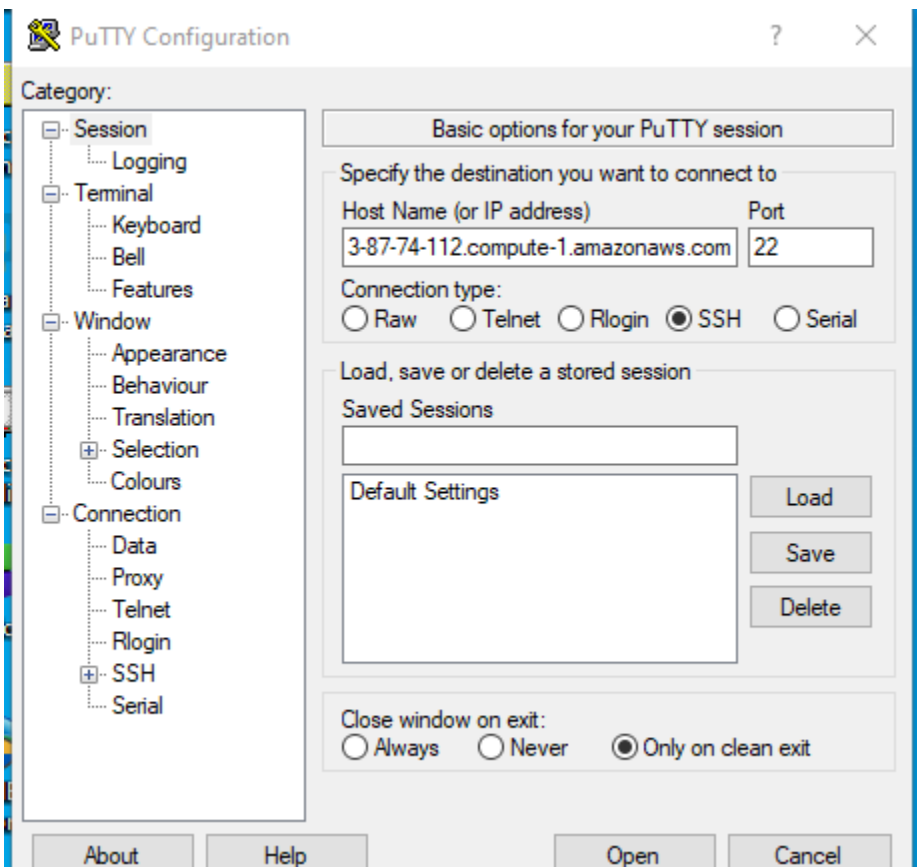 PuTTY Configuration
Category:
Session
Logging
Terminal
Keyboard
Bell
Features
Window
Appearance
Behaviour
Translation
Selection
Colours
Connection
Data
Proxy
Telnet
Rlogin
SSH
Serial
Basic options for your PuTTY session
Specify the destination you want to connect to
Host Name (or IP address) Port
3-87-74-112.compute-1.amazonaws.com 22
Connection type:
Raw Telnet Rlogin SSH Serial
Load, save or delete a stored session
Saved Sessions
Default Settings
Load
Save
Delete
Close window on exit:
Always Never Only on clean exit
About Help Open Cancel